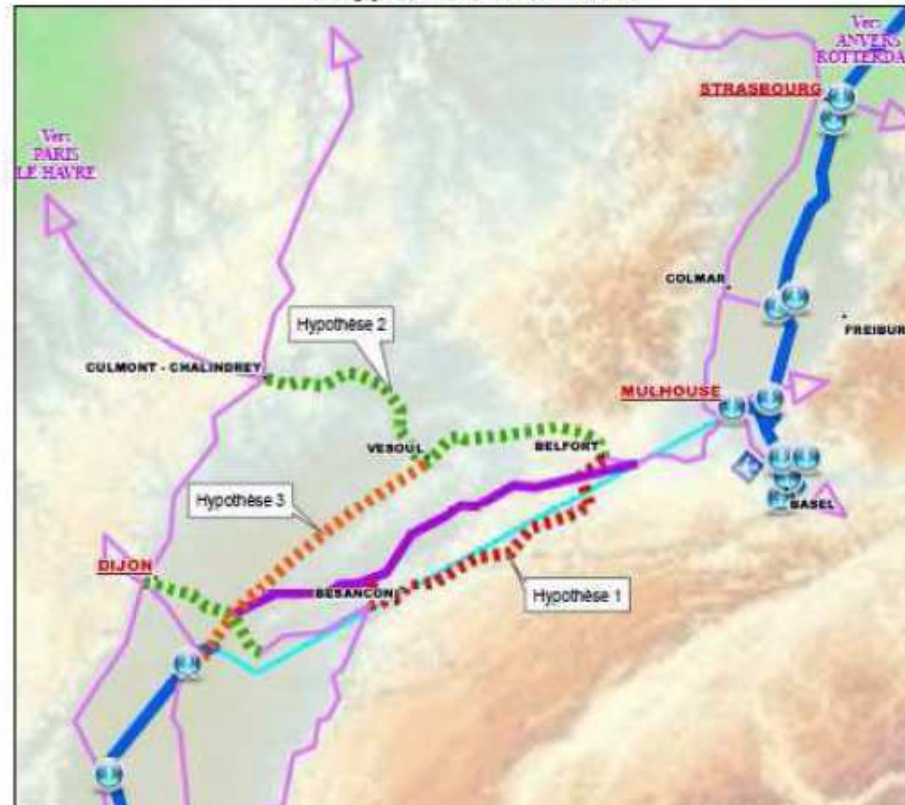 Vers
ANVERS
ROTTERDA
STRASBOURG
Vers
PARIS
LE HAVRE
COLMAR
Hypothèse 2
FREIBUR
CULMONT - CHALINDREY
MULHOUSE
VESOUL
BELFORT
Hypothèse 3
BASEL
DIJON
BESANCON
Hypothèse 1